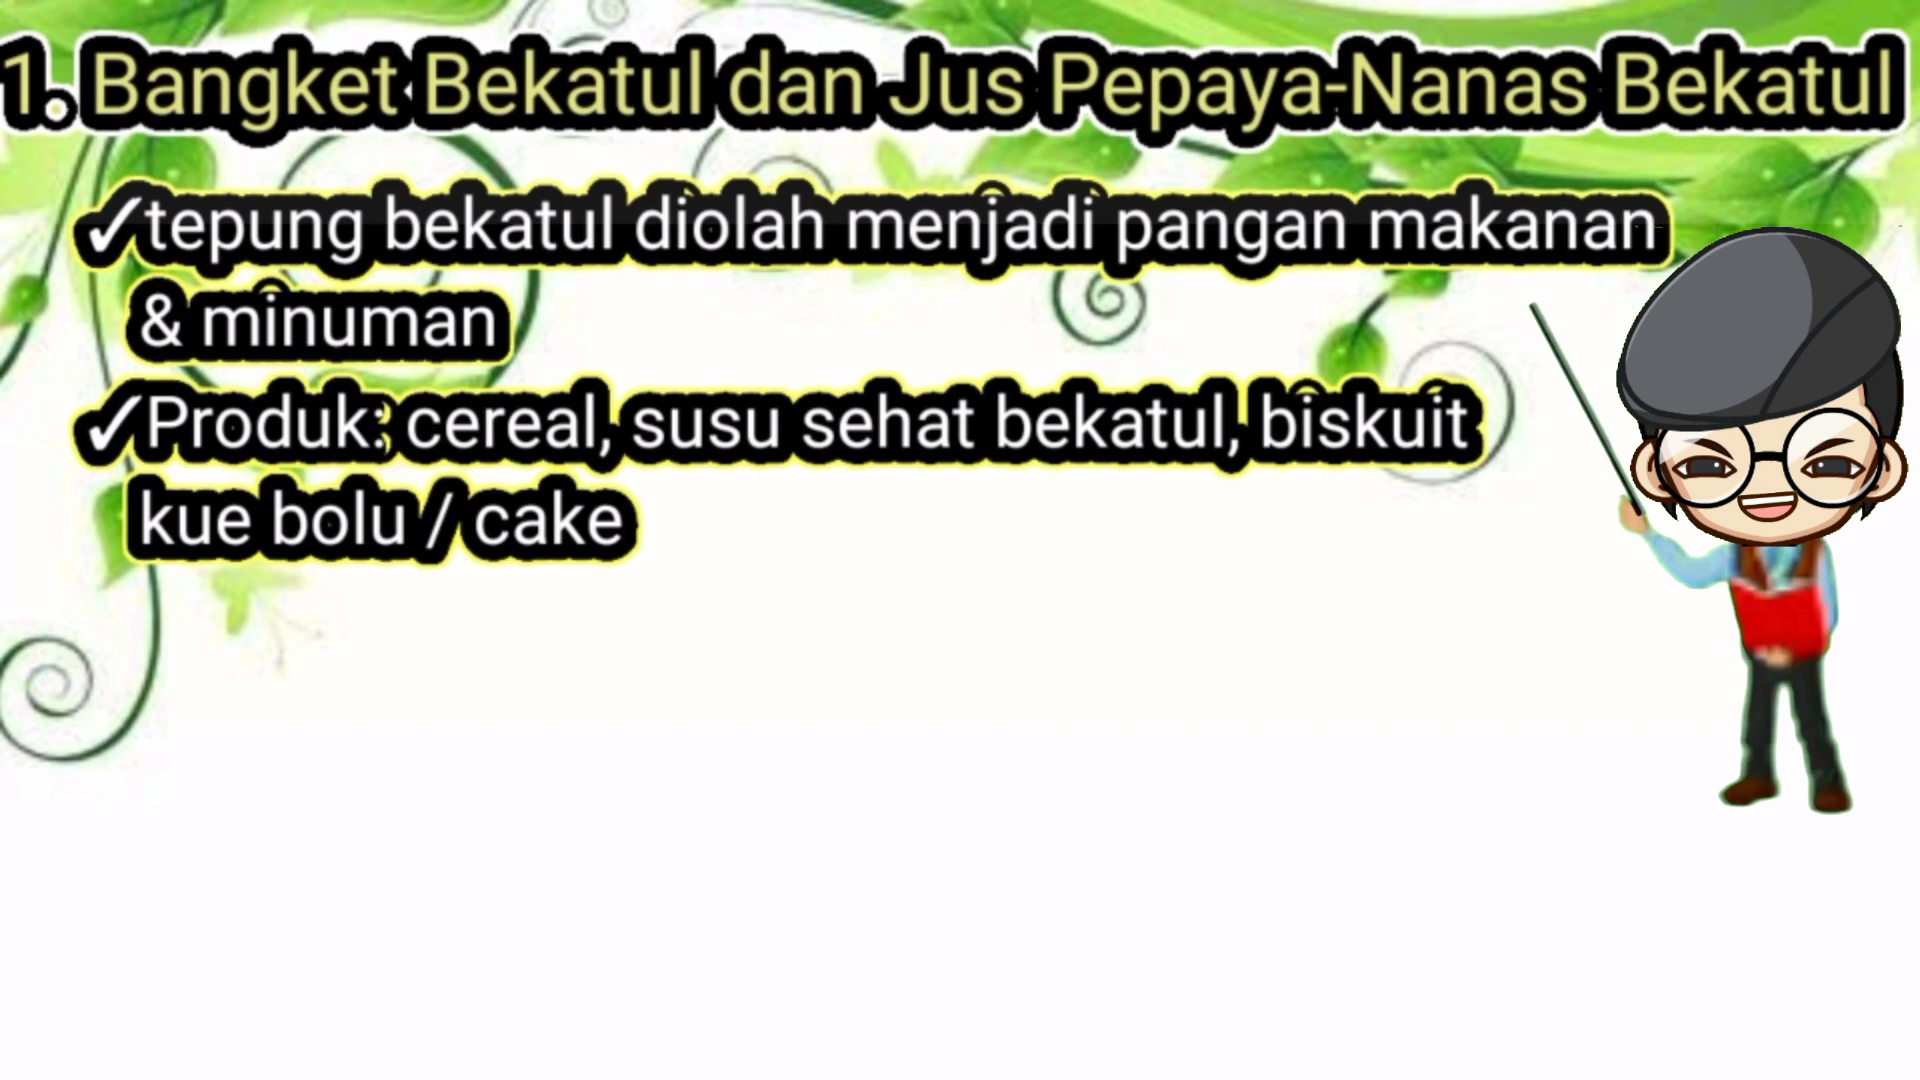 1. Bangket Bekatul dan Jus Pepaya-Nanas Bekatul
✓tepung bekatul diolah menjadi pangan makanan
& minuman
✓Produk: cereal, susu sehat bekatul, biskuit
kue bolu / cake